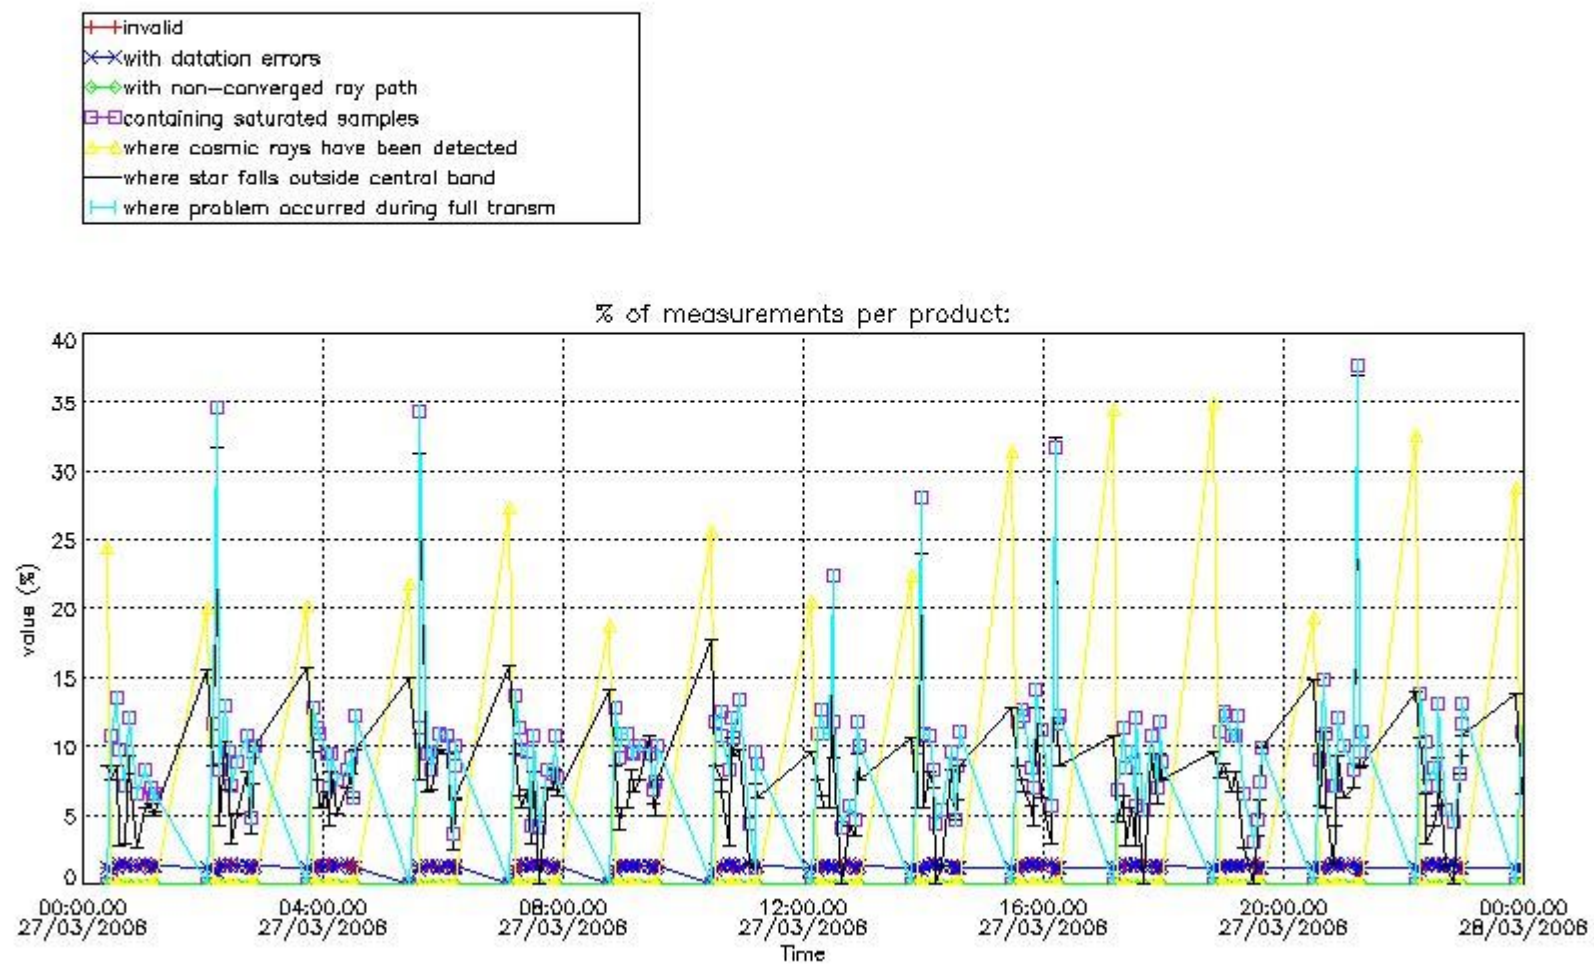 invalid
with datation errors
with non-converged ray path
containing saturated samples
where cosmic rays have been detected
where star falls outside central band
where problem occurred during full transm
% of measurements per product:
40
35
30
25
20
15
10
5
0
value (%)
00:00:00 04:00:00 08:00:00 12:00:00 16:00:00 20:00:00 00:00:00
27/03/2008 27/03/2008 27/03/2008 27/03/2008 27/03/2008 27/03/2008 28/03/2008
Time